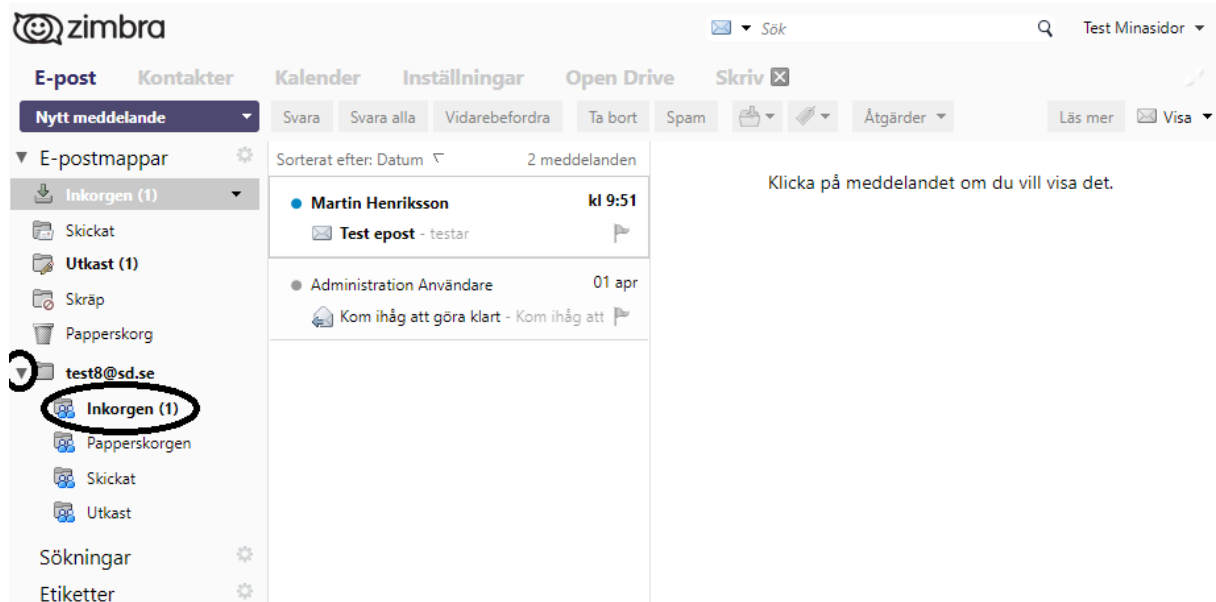 zimbra
Sök
Test Minasidor
E-post Kontakter Kalender Inställningar Open Drive Skriv
Nytt meddelande Svara Svara alla Vidarebefordra Ta bort Spam Åtgärder Läs mer Visa
E-postmappar
Inkorgen (1)
Skickat
Utkast (1)
Skräp
Papperskorg
test8@sd.se
Inkorgen (1)
Papperskorgen
Skickat
Utkast
Sökningar
Etiketter
Sorterat efter: Datum 2 meddelanden
Martin Henriksson kl 9:51
Test epost - testar
Administration Användare 01 apr
Kom ihåg att göra klart - Kom ihåg att
Klicka på meddelandet om du vill visa det.